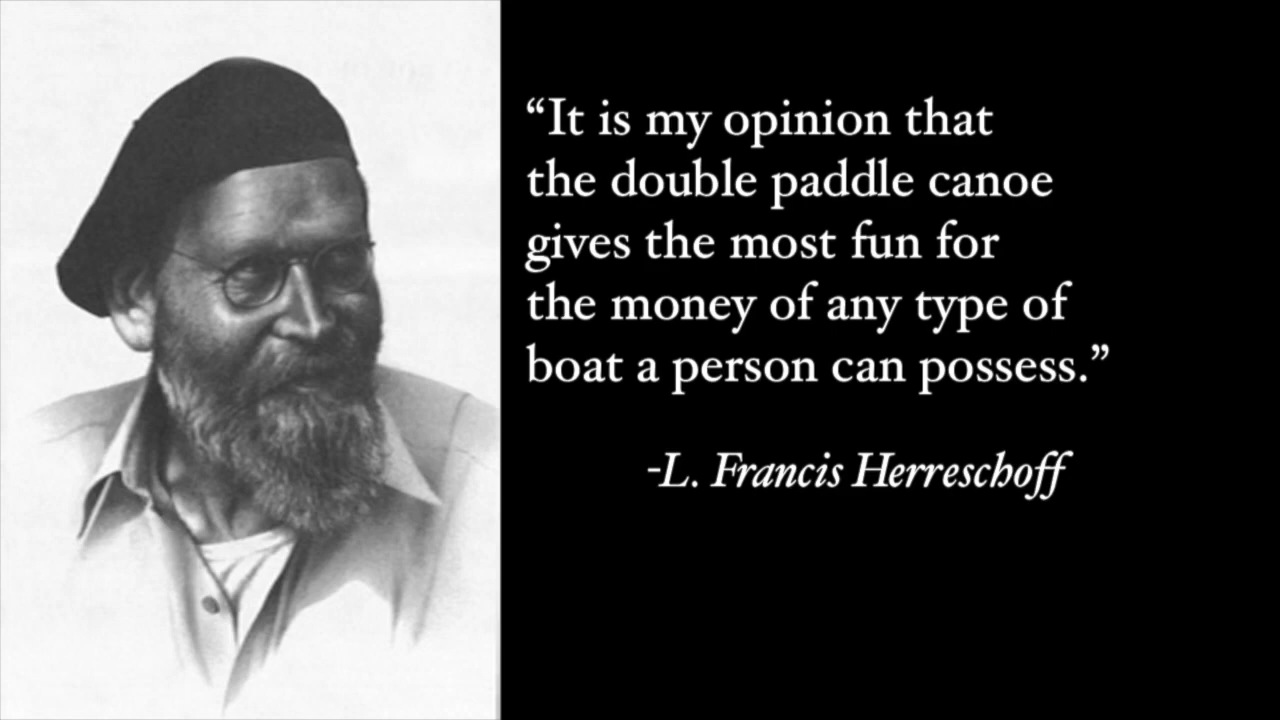 “It is my opinion that
the double paddle canoe
gives the most fun for
the money of any type of
boat a person can possess.”
-L. Francis Herreschoff